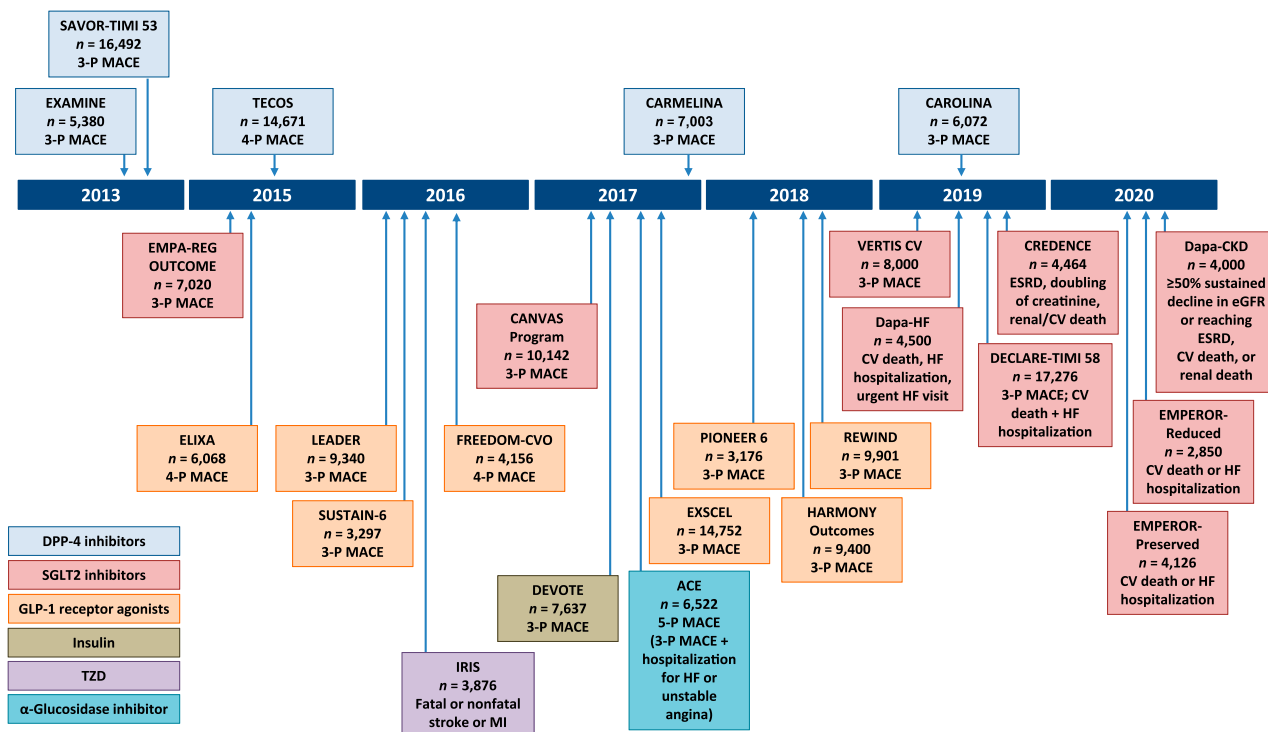 SAVOR-TIMI 53
n = 16,492
3-P MACE
EXAMINE
n = 5,380
3-P MACE
TECOS
n = 14,671
4-P MACE
CARMELINA
n = 7,003
3-P MACE
CAROLINA
n = 6,072
3-P MACE
2013
2015
2016
2017
2018
2019
2020
EMPA-REG
OUTCOME
n = 7,020
3-P MACE
CANVAS
Program
n = 10,142
3-P MACE
VERTIS CV
n = 8,000
3-P MACE
CREDENCE
n = 4,464
ESRD, doubling
of creatinine,
renal/CV death
Dapa-CKD
n = 4,000
≥50% sustained
decline in eGFR
or reaching
ESRD,
CV death, or
renal death
Dapa-HF
n = 4,500
CV death, HF
hospitalization,
urgent HF visit
DECLARE-TIMI 58
n = 17,276
3-P MACE; CV
death + HF
hospitalization
EMPEROR-
Reduced
n = 2,850
CV death or HF
hospitalization
EMPEROR-
Preserved
n = 4,126
CV death or HF
hospitalization
ELIXA
n = 6,068
4-P MACE
LEADER
n = 9,340
3-P MACE
FREEDOM-CVO
n = 4,156
4-P MACE
PIONEER 6
n = 3,176
3-P MACE
REWIND
n = 9,901
3-P MACE
SUSTAIN-6
n = 3,297
3-P MACE
EXSCEL
n = 14,752
3-P MACE
HARMONY
Outcomes
n = 9,400
3-P MACE
DEVOTE
n = 7,637
3-P MACE
ACE
n = 6,522
5-P MACE
(3-P MACE +
hospitalization
for HF or
unstable
angina)
IRIS
n = 3,876
Fatal or nonfatal
stroke or MI
DPP-4 inhibitors
SGLT2 inhibitors
GLP-1 receptor agonists
Insulin
TZD
α-Glucosidase inhibitor